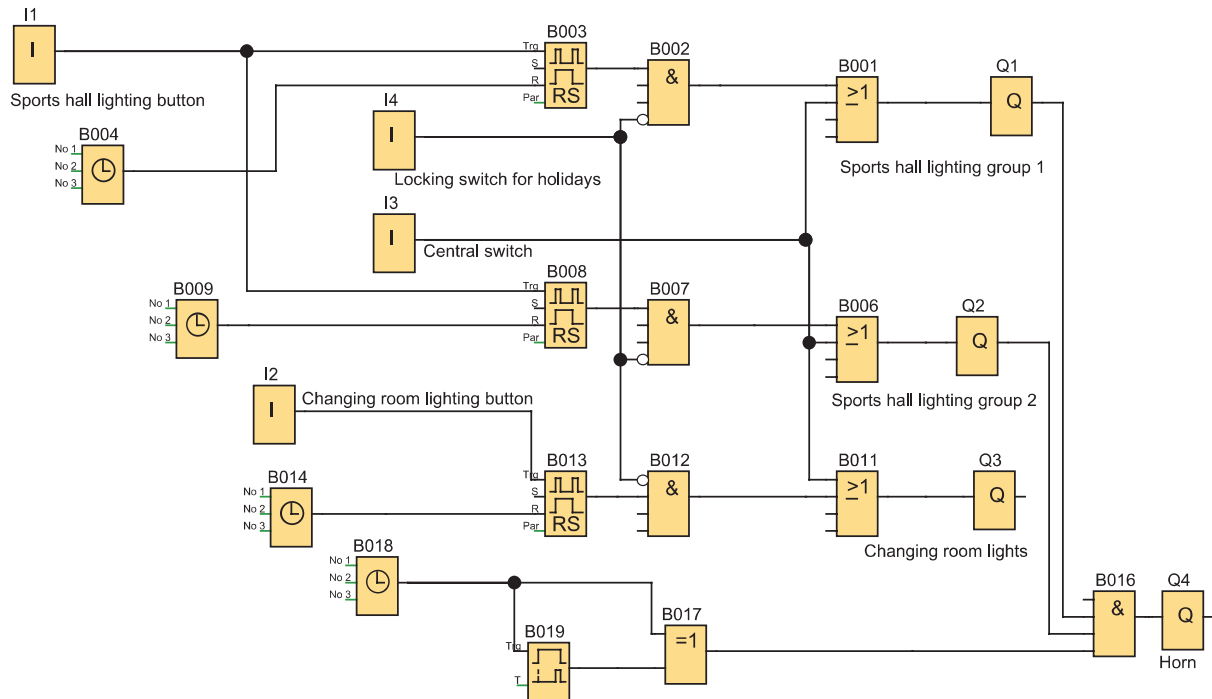 I1
I
Sports hall lighting button
B004
No 1
No 2
No 3
B003
Trg
S
R
Par
RS
B002
&
I4
I
Locking switch for holidays
I3
I
Central switch
B001
>1
Q1
Q
Sports hall lighting group 1
B009
No 1
No 2
No 3
B008
Trg
S
R
Par
RS
B007
&
B006
>1
Q2
Q
Sports hall lighting group 2
I2
I
Changing room lighting button
B014
No 1
No 2
No 3
B013
Trg
S
R
Par
RS
B012
&
B011
>1
Q3
Q
Changing room lights
B018
No 1
No 2
No 3
B019
Trg
T
B017
=1
B016
&
Q4
Q
Horn